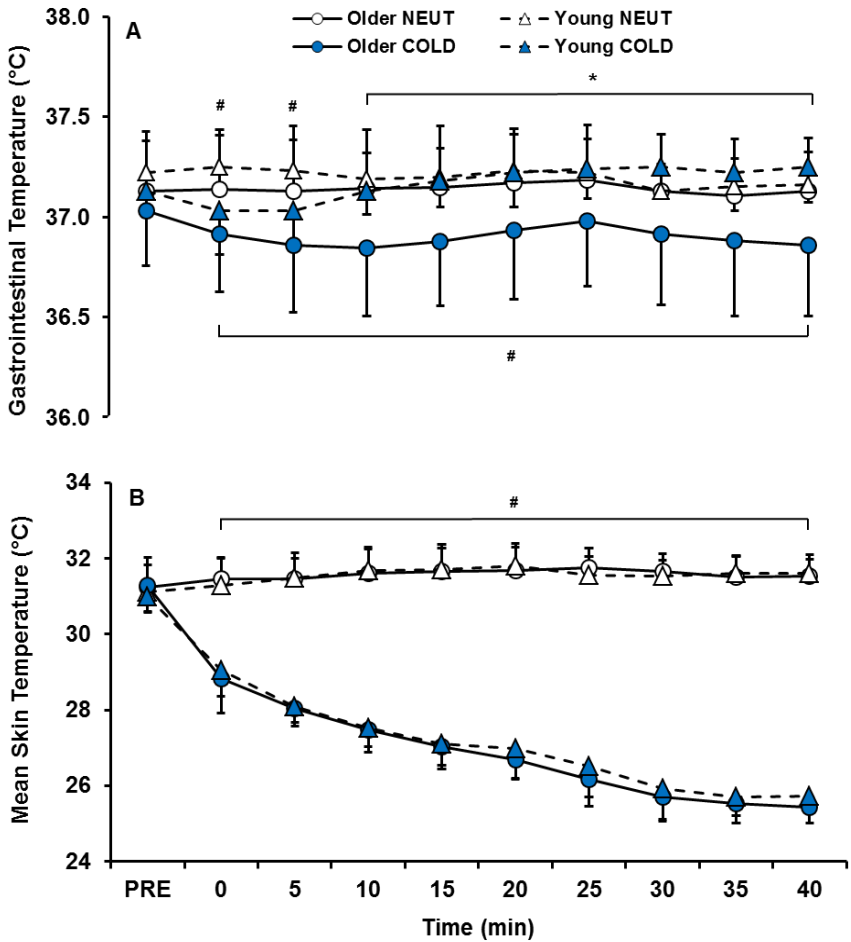 A
Older NEUT
Young NEUT
Older COLD
Young COLD
Gastrointestinal Temperature (°C)
38.0
37.5
37.0
36.5
36.0
#
#
*
#
B
Mean Skin Temperature (°C)
34
32
30
28
26
24
#
PRE 0 5 10 15 20 25 30 35 40
Time (min)